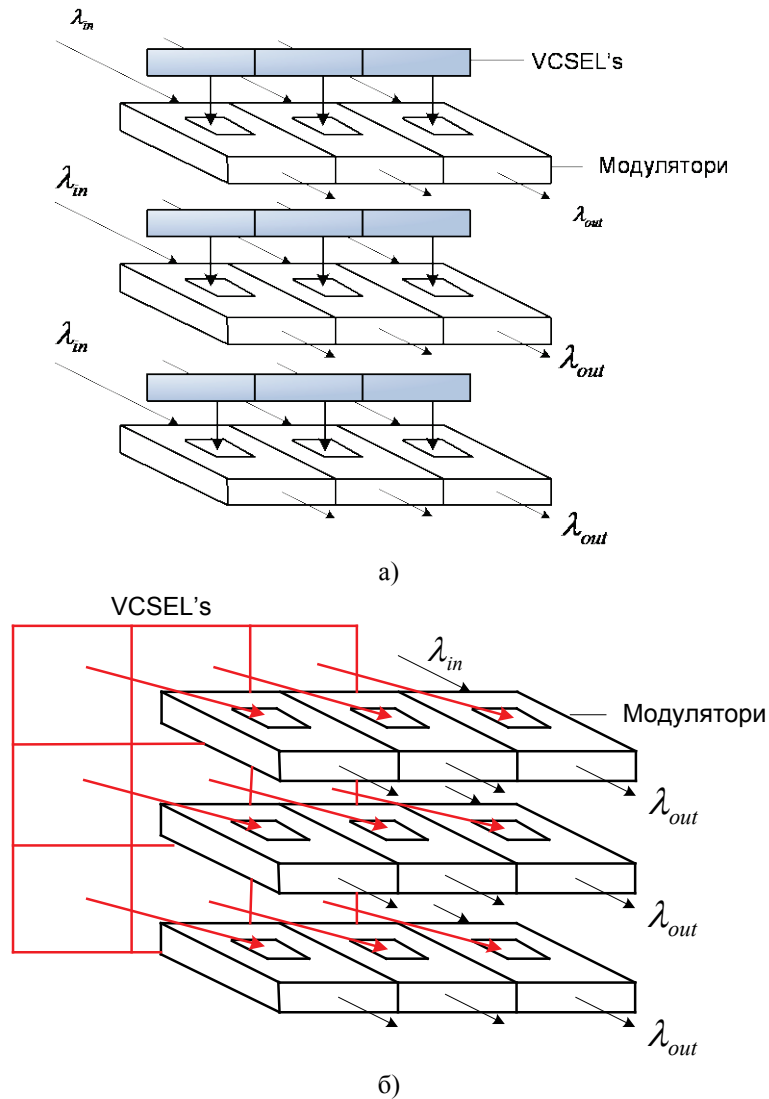 λin
VCSEL's
Модулятори
λin
λout
λin
λout
λout
а)
VCSEL's
λin
Модулятори
λout
λout
λout
б)